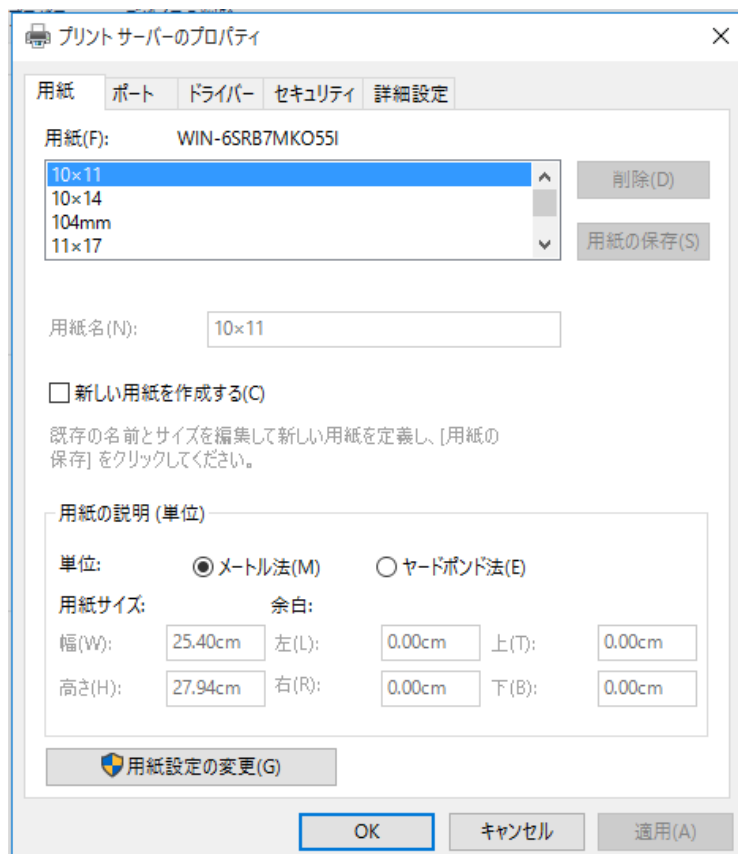 プリント サーバーのプロパティ
用紙 ポート ドライバー セキュリティ 詳細設定
用紙(F): WIN-6SRB7MKO55I
10×11
10×14
104mm
11×17
削除(D)
用紙の保存(S)
用紙名(N): 10×11
新しい用紙を作成する(C)
既存の名前とサイズを編集して新しい用紙を定義し、[用紙の
保存] をクリックしてください。
用紙の説明 (単位)
単位: メートル法(M) ヤードポンド法(E)
用紙サイズ: 余白:
幅(W): 25.40cm 左(L): 0.00cm 上(T): 0.00cm
高さ(H): 27.94cm 右(R): 0.00cm 下(B): 0.00cm
用紙設定の変更(G)
OK キャンセル 適用(A)